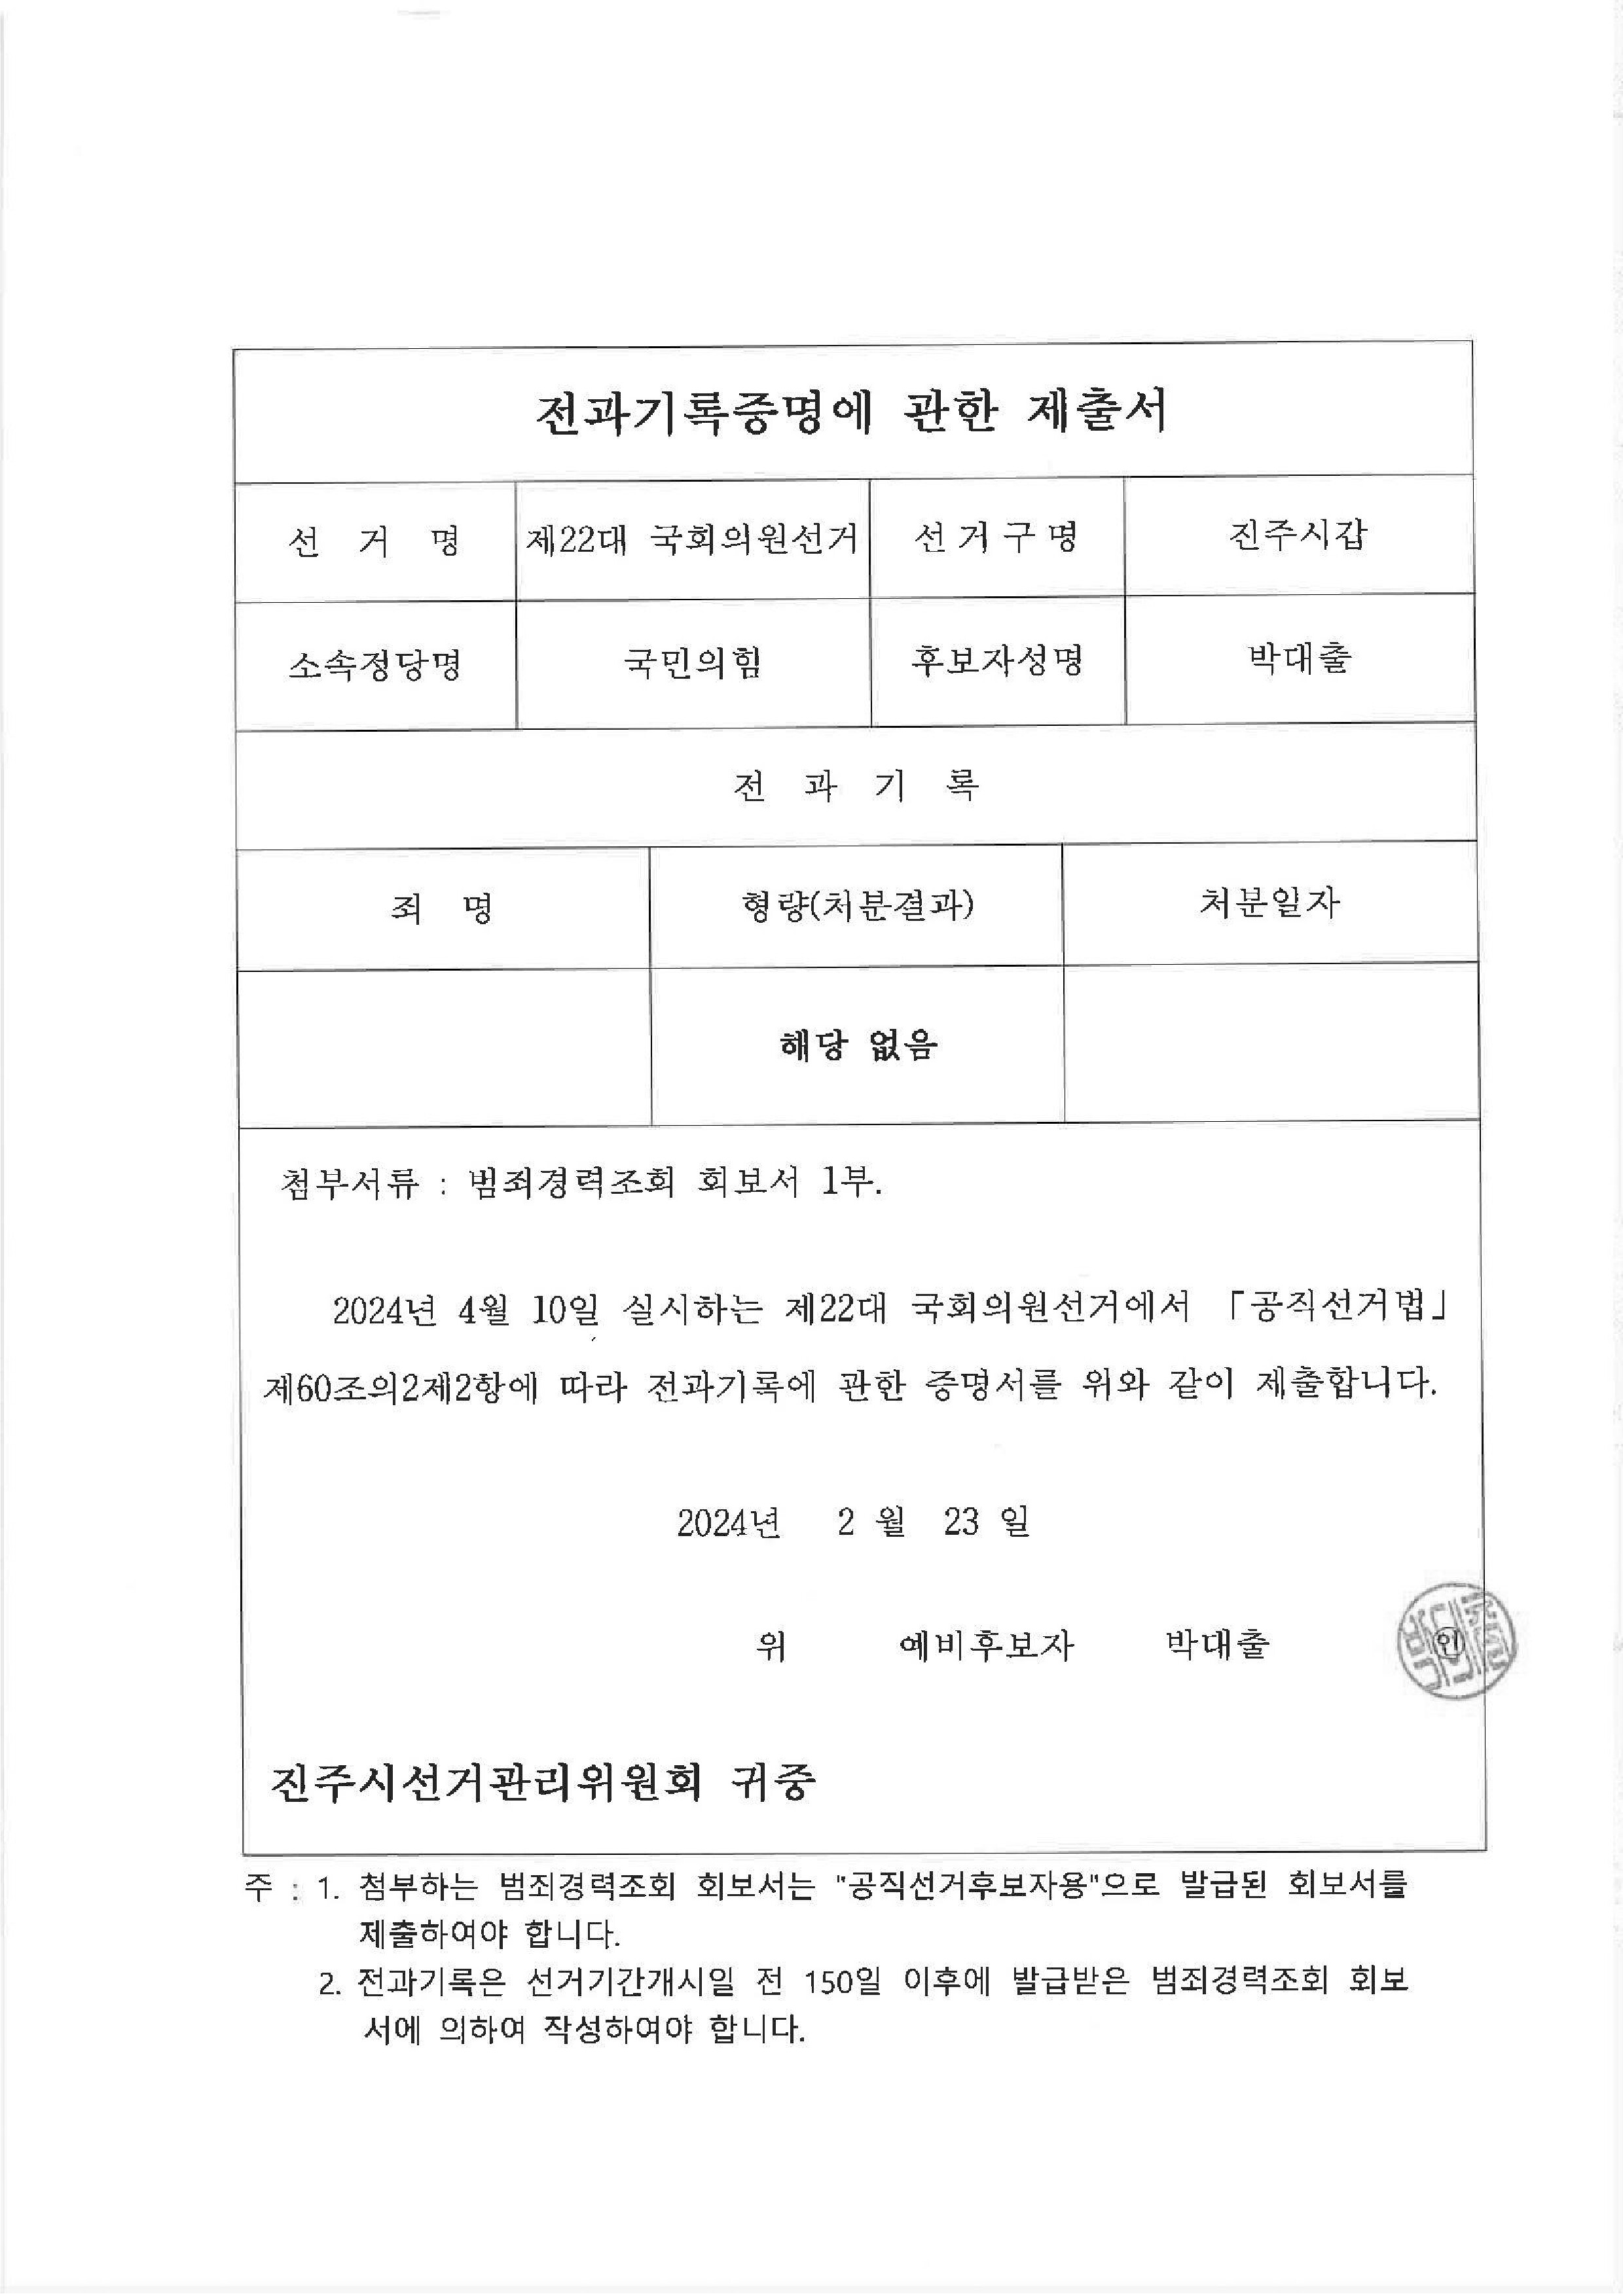 전과기록증명에 관한 제출서
선 거 명 제22대 국회의원선거 선거구명 진주시갑
소속정당명 국민의힘 후보자성명 박대출
전 과 기 록
죄 명 형량(처분결과) 처분일자
해당 없음
첨부서류 : 범죄경력조회 회보서 1부.
2024년 4월 10일 실시하는 제22대 국회의원선거에서 「공직선거법」
제60조의2제2항에 따라 전과기록에 관한 증명서를 위와 같이 제출합니다.
2024년 2 월 23 일
위 예비후보자 박대출 인
진주시선거관리위원회 귀중
주 : 1. 첨부하는 범죄경력조회 회보서는 "공직선거후보자용"으로 발급된 회보서를
제출하여야 합니다.
2. 전과기록은 선거기간개시일 전 150일 이후에 발급받은 범죄경력조회 회보
서에 의하여 작성하여야 합니다.